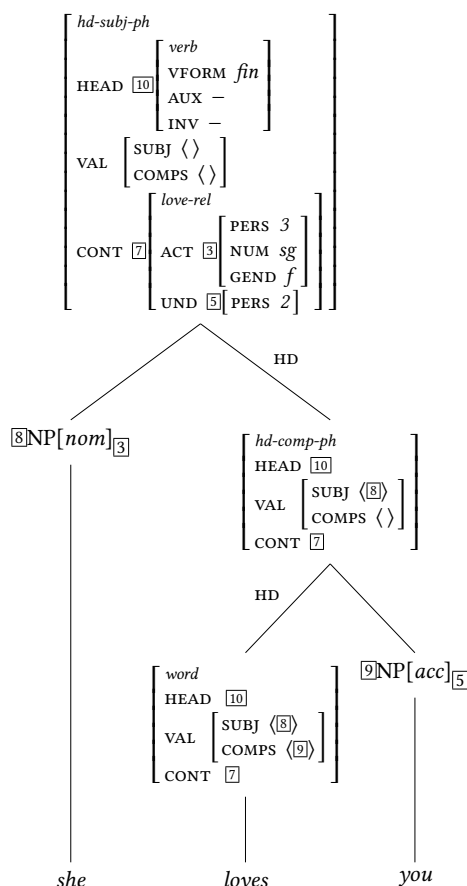 hd-subj-ph
HEAD 10 verb
VFORM fin
AUX −
INV −
VAL SUBJ ⟨ ⟩
COMPS ⟨ ⟩
CONT 7 love-rel
ACT 3 PERS 3
NUM sg
GEND f
UND 5 [PERS 2]
HD
8NP[nom]3
hd-comp-ph
HEAD 10
VAL SUBJ ⟨8⟩
COMPS ⟨ ⟩
CONT 7
HD
word
HEAD 10
VAL SUBJ ⟨8⟩
COMPS ⟨9⟩
CONT 7
9NP[acc]5
she loves you